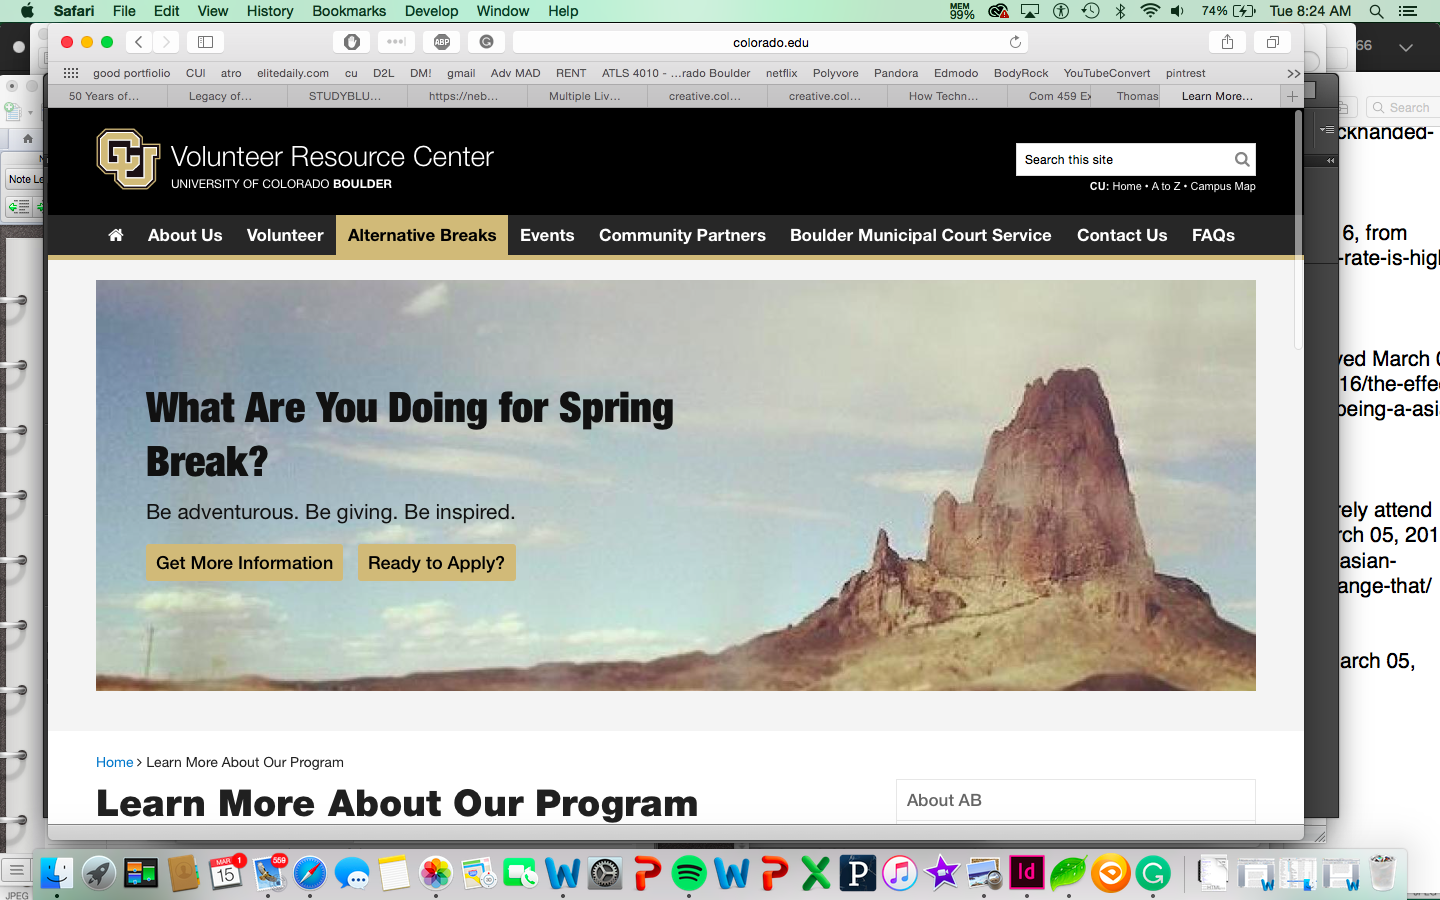 Safari File Edit View History Bookmarks Develop Window Help MEM 99% 74% Tue 8:24 AM
colorado.edu
66
good portfiolio CUI atro elitedaily.com cu D2L DM! gmail Adv MAD RENT ATLS 4010 - ...rado Boulder netflix Polyvore Pandora Edmodo BodyRock YouTubeConvert pintrest
50 Years of... Legacy of... STUDYBLU... https://neb... Multiple Liv... creative.col... creative.col... How Techn... Com 459 Ex Thomas Learn More...
Search
cknanded-
Volunteer Resource Center
UNIVERSITY OF COLORADO BOULDER
Search this site
CU: Home • A to Z • Campus Map
Note Le
About Us Volunteer Alternative Breaks Events Community Partners Boulder Municipal Court Service Contact Us FAQs
6, from
-rate-is-high
What Are You Doing for Spring
Break?
Be adventurous. Be giving. Be inspired.
Get More Information Ready to Apply?
ved March 0
16/the-effe
being-a-asi
rely attend
rch 05, 201
asian-
ange-that/
arch 05,
Home > Learn More About Our Program
Learn More About Our Program
About AB
MAR 1
15
559
JPEG
HTML